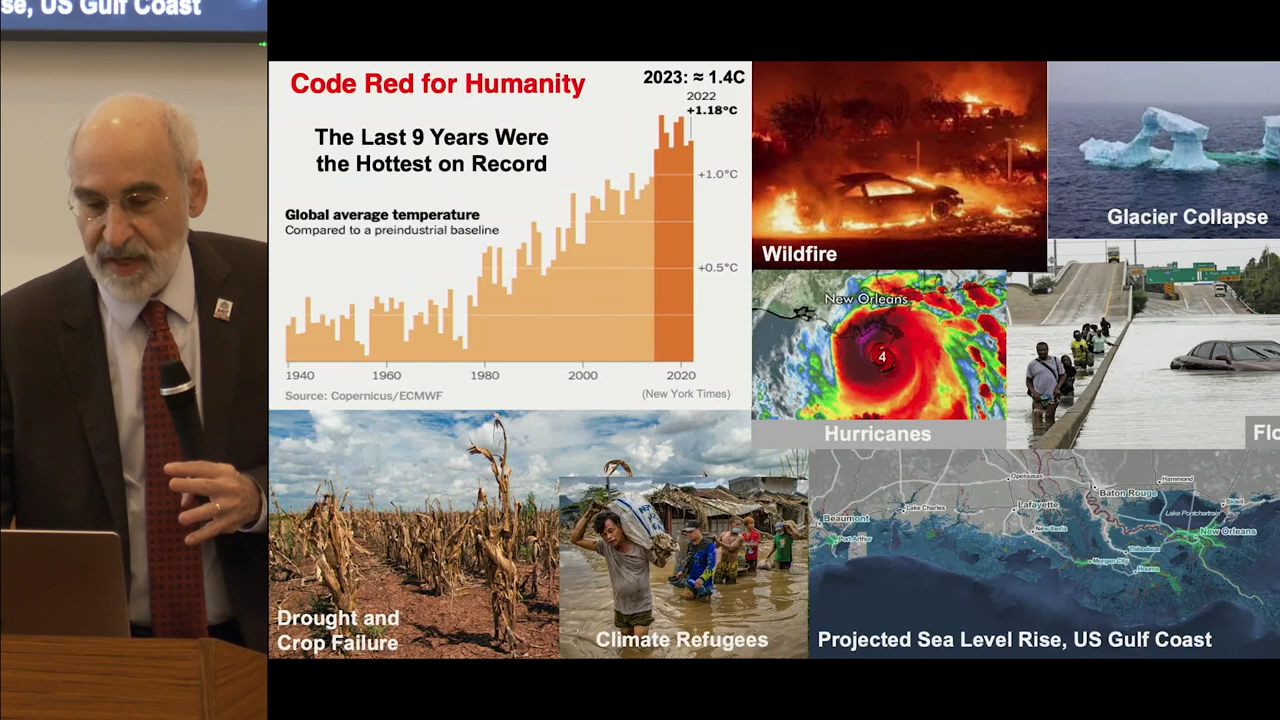 se, US Gulf Coast
Code Red for Humanity
2023: ≈ 1.4C
2022
+1.18°C
The Last 9 Years Were
the Hottest on Record
+1.0°C
Global average temperature
Compared to a preindustrial baseline
+0.5°C
1940
1960
1980
2000
2020
Source: Copernicus/ECMWF
(New York Times)
Wildfire
Glacier Collapse
New Orleans
4
Hurricanes
Flo
Drought and
Crop Failure
Climate Refugees
Opelousas
Hammond
Baton Rouge
Lake Charles
Lafayette
Slidell
Beaumont
Lake Pontchartrain
Port Arthur
New Iberia
New Orleans
Thibodaux
Morgan City
Houma
Projected Sea Level Rise, US Gulf Coast